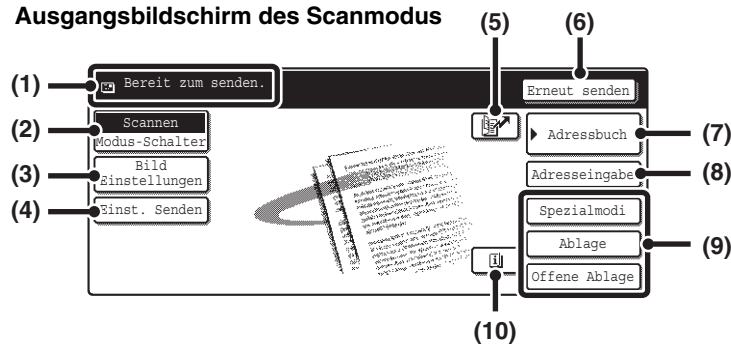 Ausgangsbildschirm des Scanmodus
(5)
(6)
(1)
Bereit zum senden.
Erneut senden
(2)
Scannen
Modus-Schalter
Adressbuch
(7)
(3)
Bild
Einstellungen
Adresseingabe
(8)
(4)
Einst. Senden
Spezialmodi
Ablage
(9)
Offene Ablage
(10)